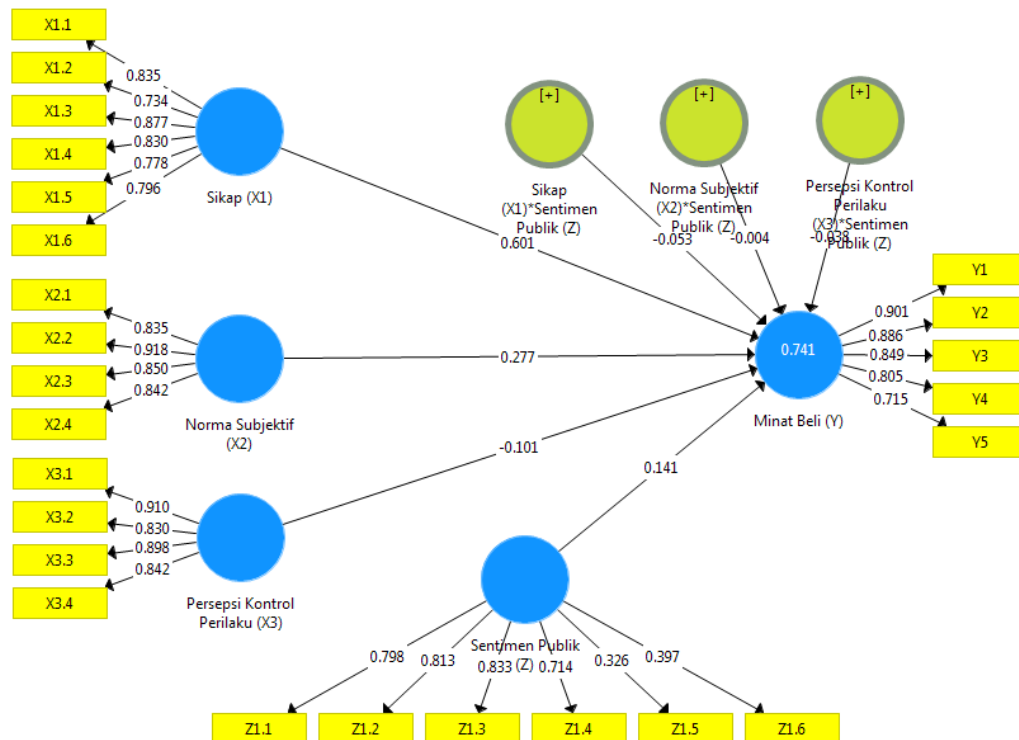 X1.1
X1.2
X1.3
X1.4
X1.5
X1.6
0.835
0.734
0.877
0.830
0.778
0.796
Sikap (X1)
[+]
[+]
[+]
Sikap
(X1)*Sentimen
Publik (Z)
Norma Subjektif
(X2)*Sentimen
Publik (Z)
Persepsi Kontrol
Perilaku
(X3)*Sentimen
Publik (Z)
0.601
-0.053
-0.004
-0.038
X2.1
X2.2
X2.3
X2.4
0.835
0.918
0.850
0.842
Norma Subjektif
(X2)
0.277
0.741
Minat Beli (Y)
0.901
0.886
0.849
0.805
0.715
Y1
Y2
Y3
Y4
Y5
X3.1
X3.2
X3.3
X3.4
0.910
0.830
0.898
0.842
Persepsi Kontrol
Perilaku (X3)
-0.101
0.141
Sentimen Publik
(Z)
0.798
0.813
0.833
0.714
0.326
0.397
Z1.1
Z1.2
Z1.3
Z1.4
Z1.5
Z1.6